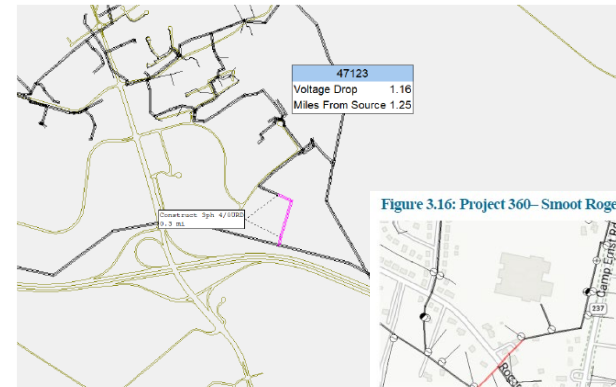 47123
Voltage Drop 1.16
Miles From Source 1.25
Construct 3ph 4/0URD
0.3 mi
Figure 3.16: Project 360– Smoot Roge
Camp Ernst Rd
237